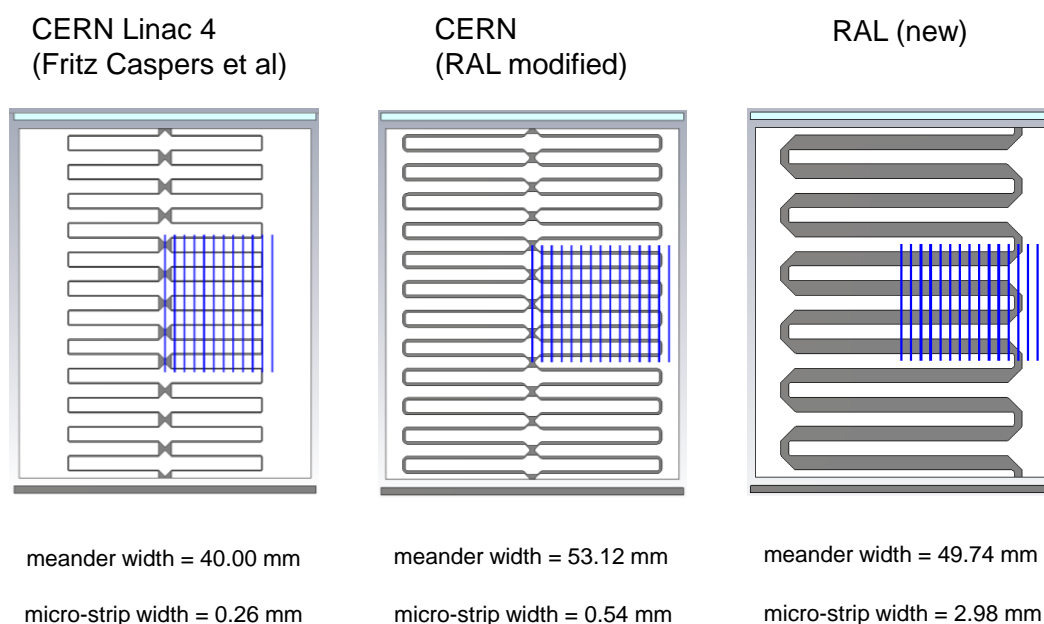 CERN Linac 4
(Fritz Caspers et al)
CERN
(RAL modified)
RAL (new)
meander width = 40.00 mm
meander width = 53.12 mm
meander width = 49.74 mm
micro-strip width = 0.26 mm
micro-strip width = 0.54 mm
micro-strip width = 2.98 mm